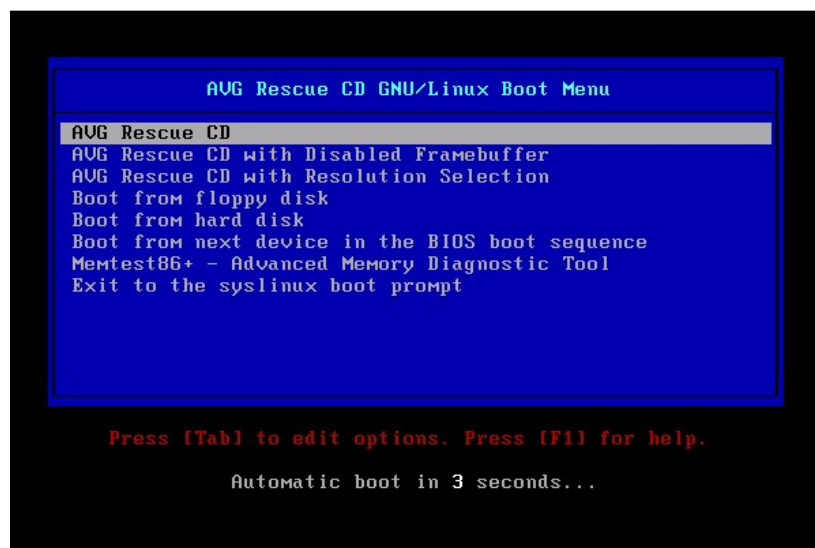 AVG Rescue CD GNU/Linux Boot Menu
AVG Rescue CD
AVG Rescue CD with Disabled Framebuffer
AVG Rescue CD with Resolution Selection
Boot from floppy disk
Boot from hard disk
Boot from next device in the BIOS boot sequence
Memtest86+ - Advanced Memory Diagnostic Tool
Exit to the syslinux boot prompt
Press [Tab] to edit options. Press [F1] for help.
Automatic boot in 3 seconds...